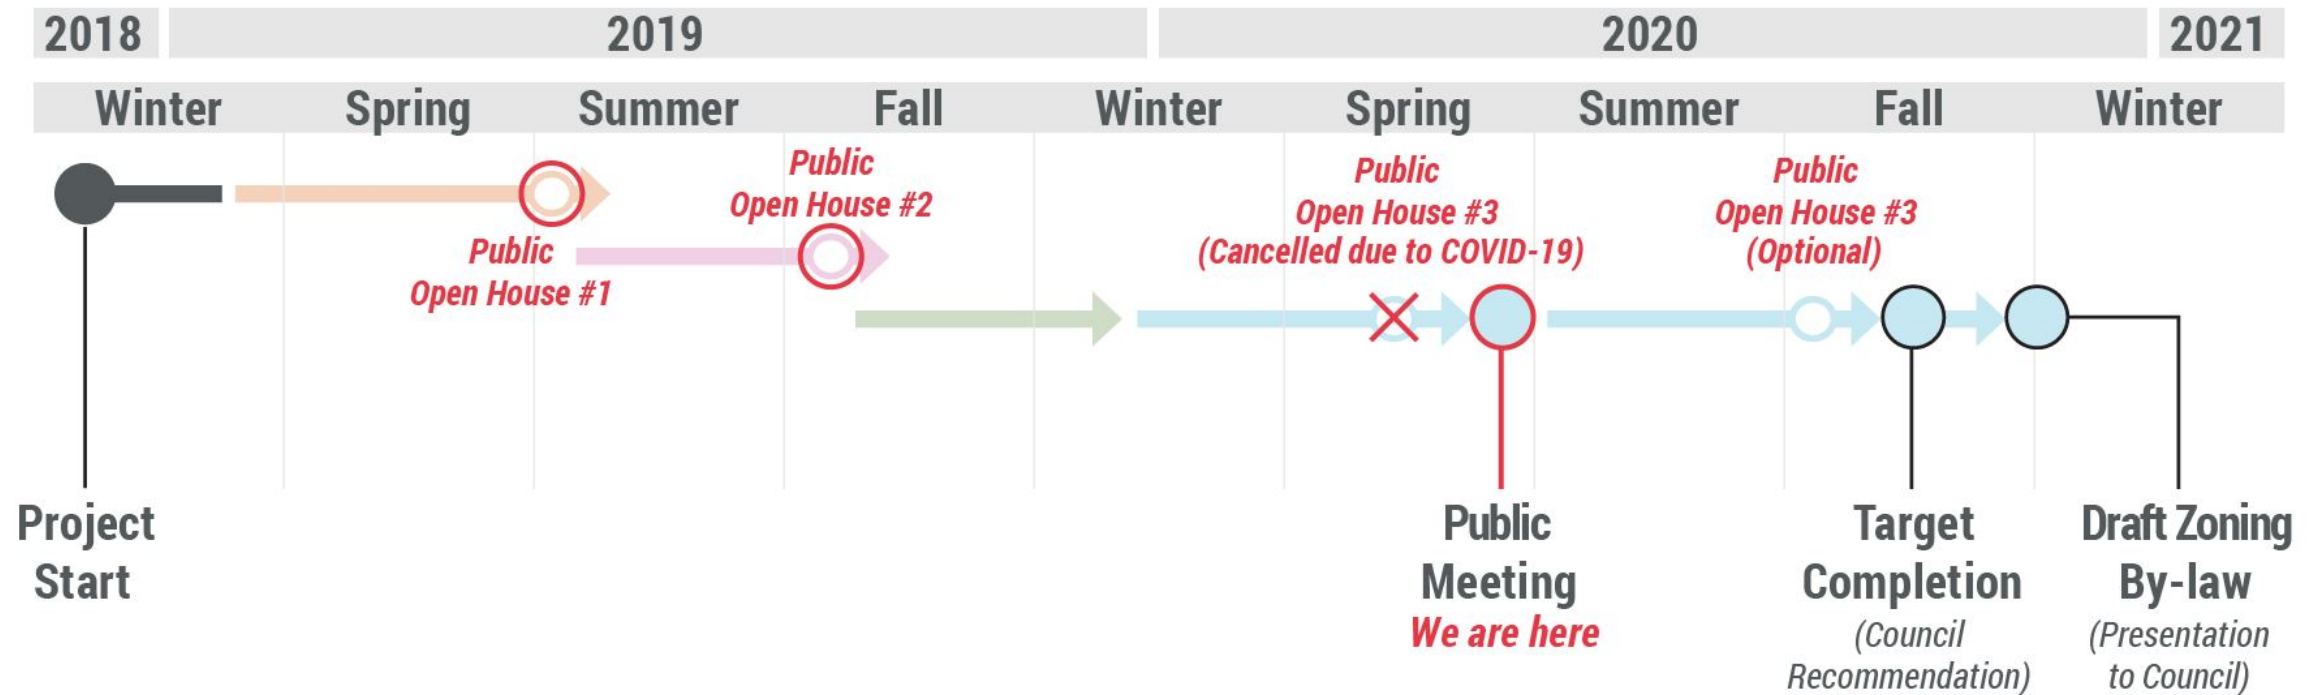 2018
2019
2020
2021
Winter
Spring
Summer
Fall
Winter
Spring
Summer
Fall
Winter
Public
Open House #1
Public
Open House #2
Public
Open House #3
(Cancelled due to COVID-19)
Public
Open House #3
(Optional)
Project
Start
Public
Meeting
We are here
Target
Completion
(Council
Recommendation)
Draft Zoning
By-law
(Presentation
to Council)